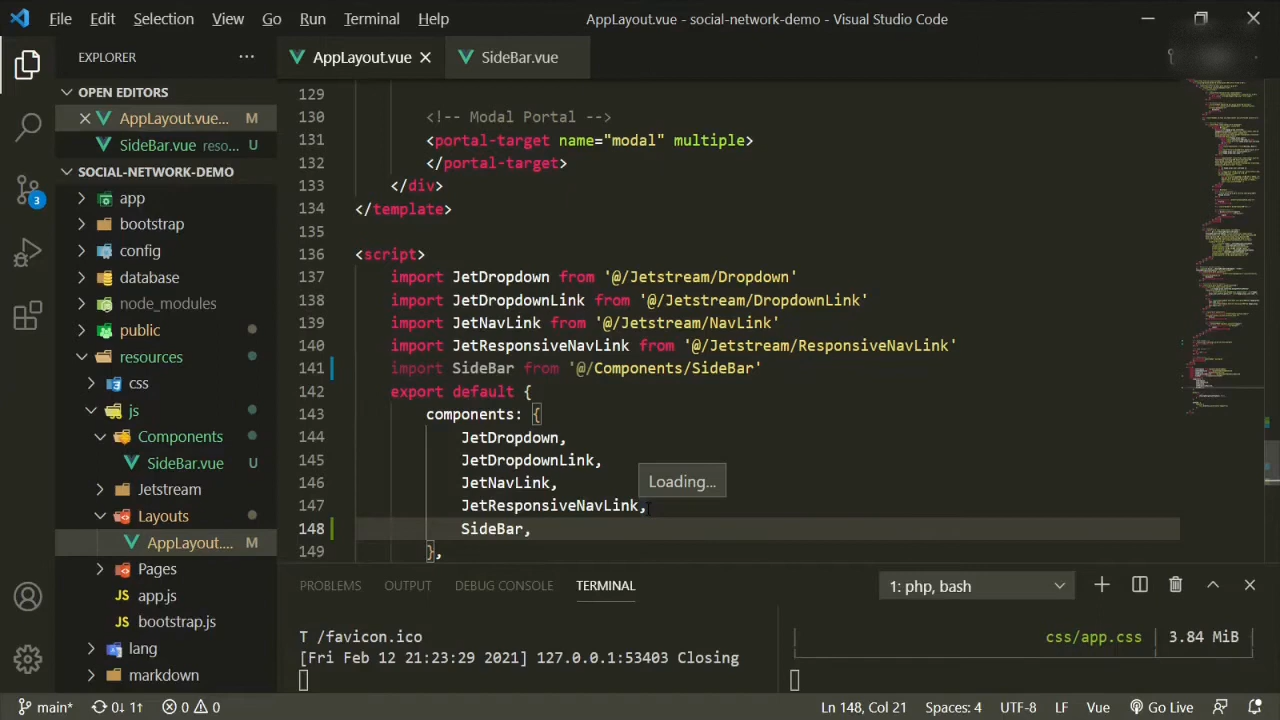 File Edit Selection View Go Run Terminal Help AppLayout.vue - social-network-demo - Visual Studio Code
EXPLORER
AppLayout.vue SideBar.vue
OPEN EDITORS
AppLayout.vue... M
SideBar.vue reso... U
SOCIAL-NETWORK-DEMO
app
bootstrap
config
database
node_modules
public
resources
css
js
Components
SideBar.vue U
Jetstream
Layouts
AppLayout.... M
Pages
app.js
bootstrap.js
lang
markdown
3
129
130 <!-- Modal Portal -->
131 <portal-target name="modal" multiple>
132 </portal-target>
133 </div>
134 </template>
135
136 <script>
137 import JetDropdown from '@/Jetstream/Dropdown'
138 import JetDropdownLink from '@/Jetstream/DropdownLink'
139 import JetNavLink from '@/Jetstream/NavLink'
140 import JetResponsiveNavLink from '@/Jetstream/ResponsiveNavLink'
141 import SideBar from '@/Components/SideBar'
142 export default {
143 components: {
144 JetDropdown,
145 JetDropdownLink,
146 JetNavLink,
147 JetResponsiveNavLink,
148 SideBar,
149 },
Loading...
PROBLEMS OUTPUT DEBUG CONSOLE TERMINAL 1: php, bash
T /favicon.ico
[Fri Feb 12 21:23:29 2021] 127.0.0.1:53403 Closing
css/app.css | 3.84 MiB
main* 0↓ 1↑ 0 0 Ln 148, Col 21 Spaces: 4 UTF-8 LF Vue Go Live